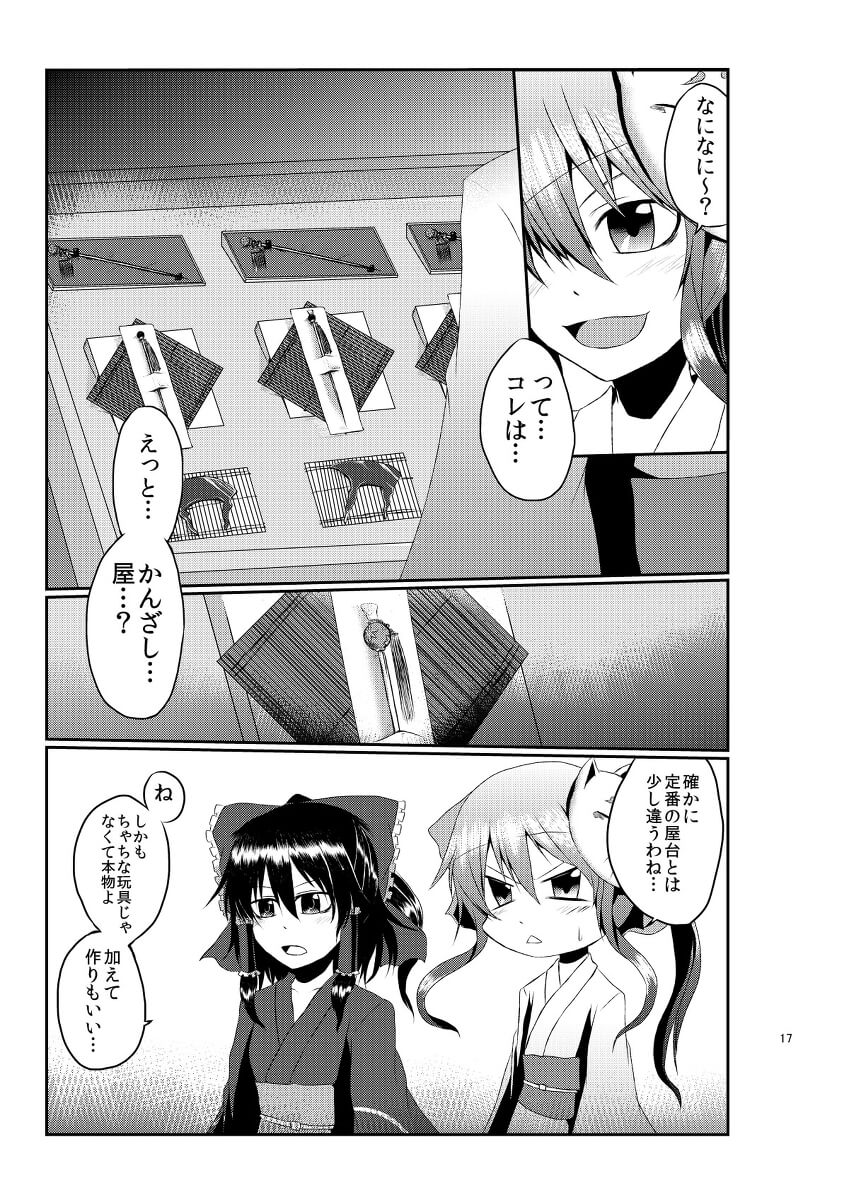 なになに～？
って…
コレは…
えっと…
かんざし…
屋…？
確かに
定番の屋台とは
少し違うわね…
ね
しかも
ちゃちな玩具じゃ
なくて本物よ
加えて
作りもいい…
17